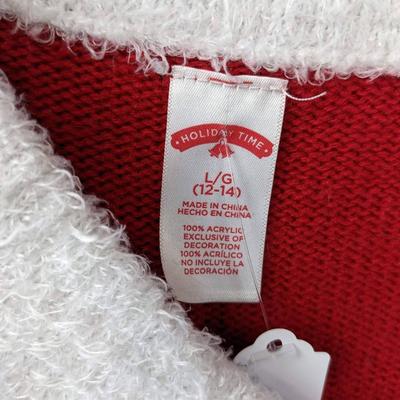 HOLIDAY TIME
L/G
(12-14)
MADE IN CHINA
HECHO EN CHINA
100% ACRYLIC
EXCLUSIVE OF
DECORATION
100% ACRÍLICO
NO INCLUYE LA
DECORACIÓN